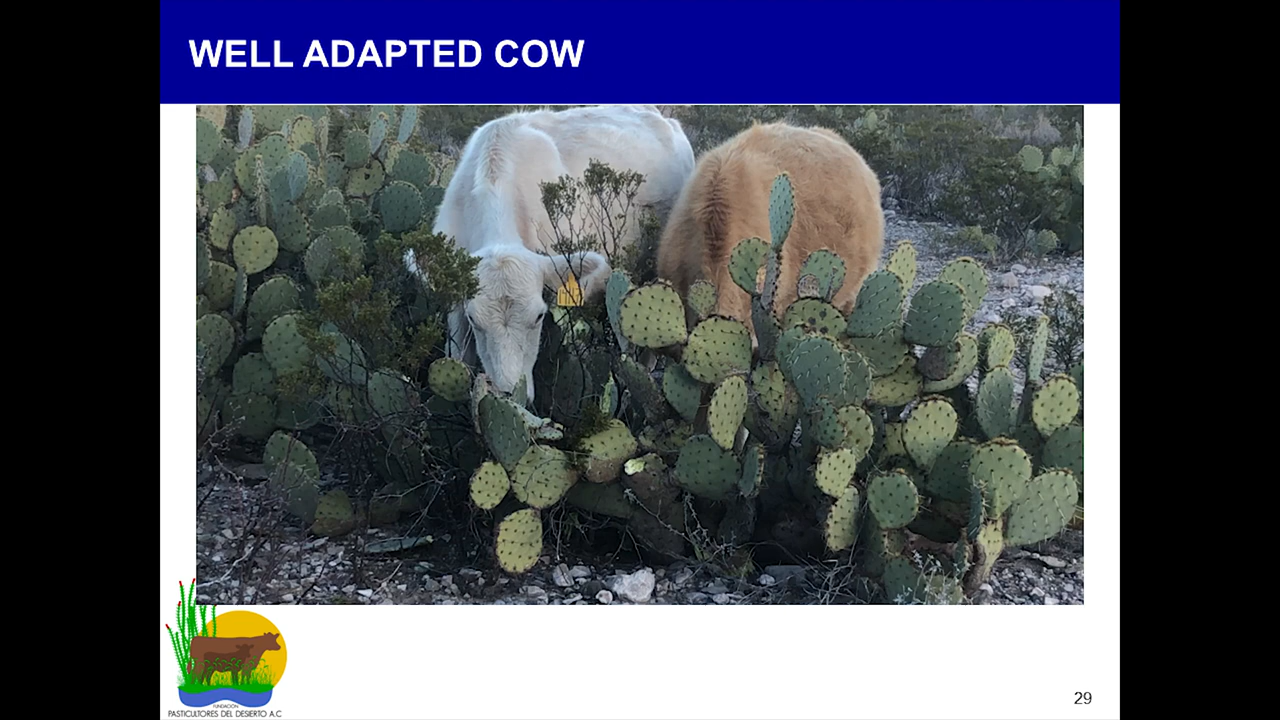 WELL ADAPTED COW
FUNDACIÓN
PASTICULTORES DEL DESIERTO A.C
29